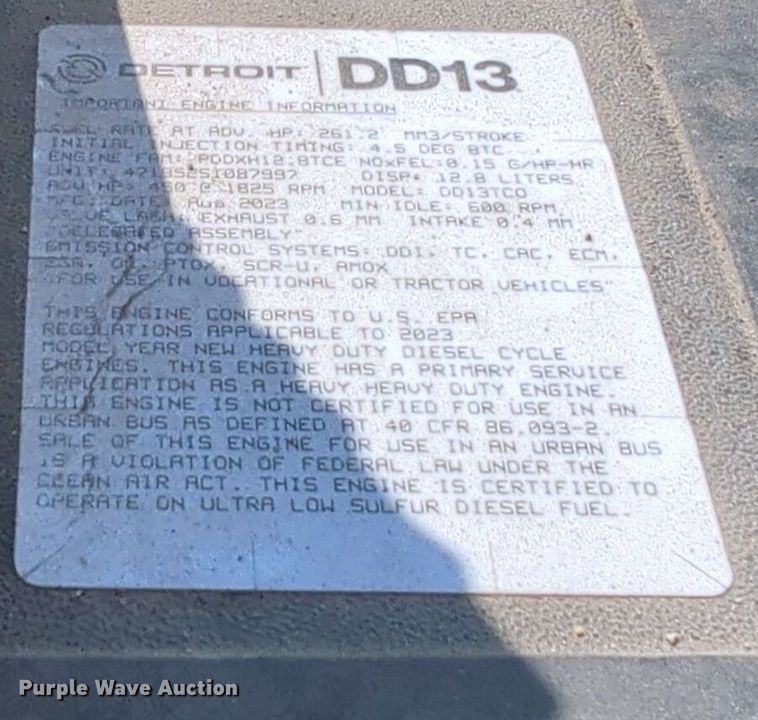 DETROIT DD13
IMPORTANT ENGINE INFORMATION
FUEL RATE AT ADV. HP: 261.2 MM3/STROKE
INITIAL INJECTION TIMING: 4.5 DEG BTC
ENGINE FAM: PDDXH12.8TCE NOxFEL:0.15 G/HP-HR
UNIT: DISP: 12.8 LITERS
ADV HP: 450 @ 1825 RPM MODEL: DD13TCO
MFG. DATE: AUG 2023 MIN IDLE: 600 RPM
VALVE LASH: EXHAUST 0.6 MM INTAKE 0.4 MM
"DELEGATED ASSEMBLY"
EMISSION CONTROL SYSTEMS: DDI, TC, CAC, ECM,
EGR, OC, PTOX, SCR-U, AMOX
"FOR USE IN VOCATIONAL OR TRACTOR VEHICLES"
THIS ENGINE CONFORMS TO U.S. EPA
REGULATIONS APPLICABLE TO 2023
MODEL YEAR NEW HEAVY DUTY DIESEL CYCLE
ENGINES. THIS ENGINE HAS A PRIMARY SERVICE
APPLICATION AS A HEAVY HEAVY DUTY ENGINE.
THIS ENGINE IS NOT CERTIFIED FOR USE IN AN
URBAN BUS AS DEFINED AT 40 CFR 86.093-2.
SALE OF THIS ENGINE FOR USE IN AN URBAN BUS
IS A VIOLATION OF FEDERAL LAW UNDER THE
CLEAN AIR ACT. THIS ENGINE IS CERTIFIED TO
OPERATE ON ULTRA LOW SULFUR DIESEL FUEL.
Purple Wave Auction